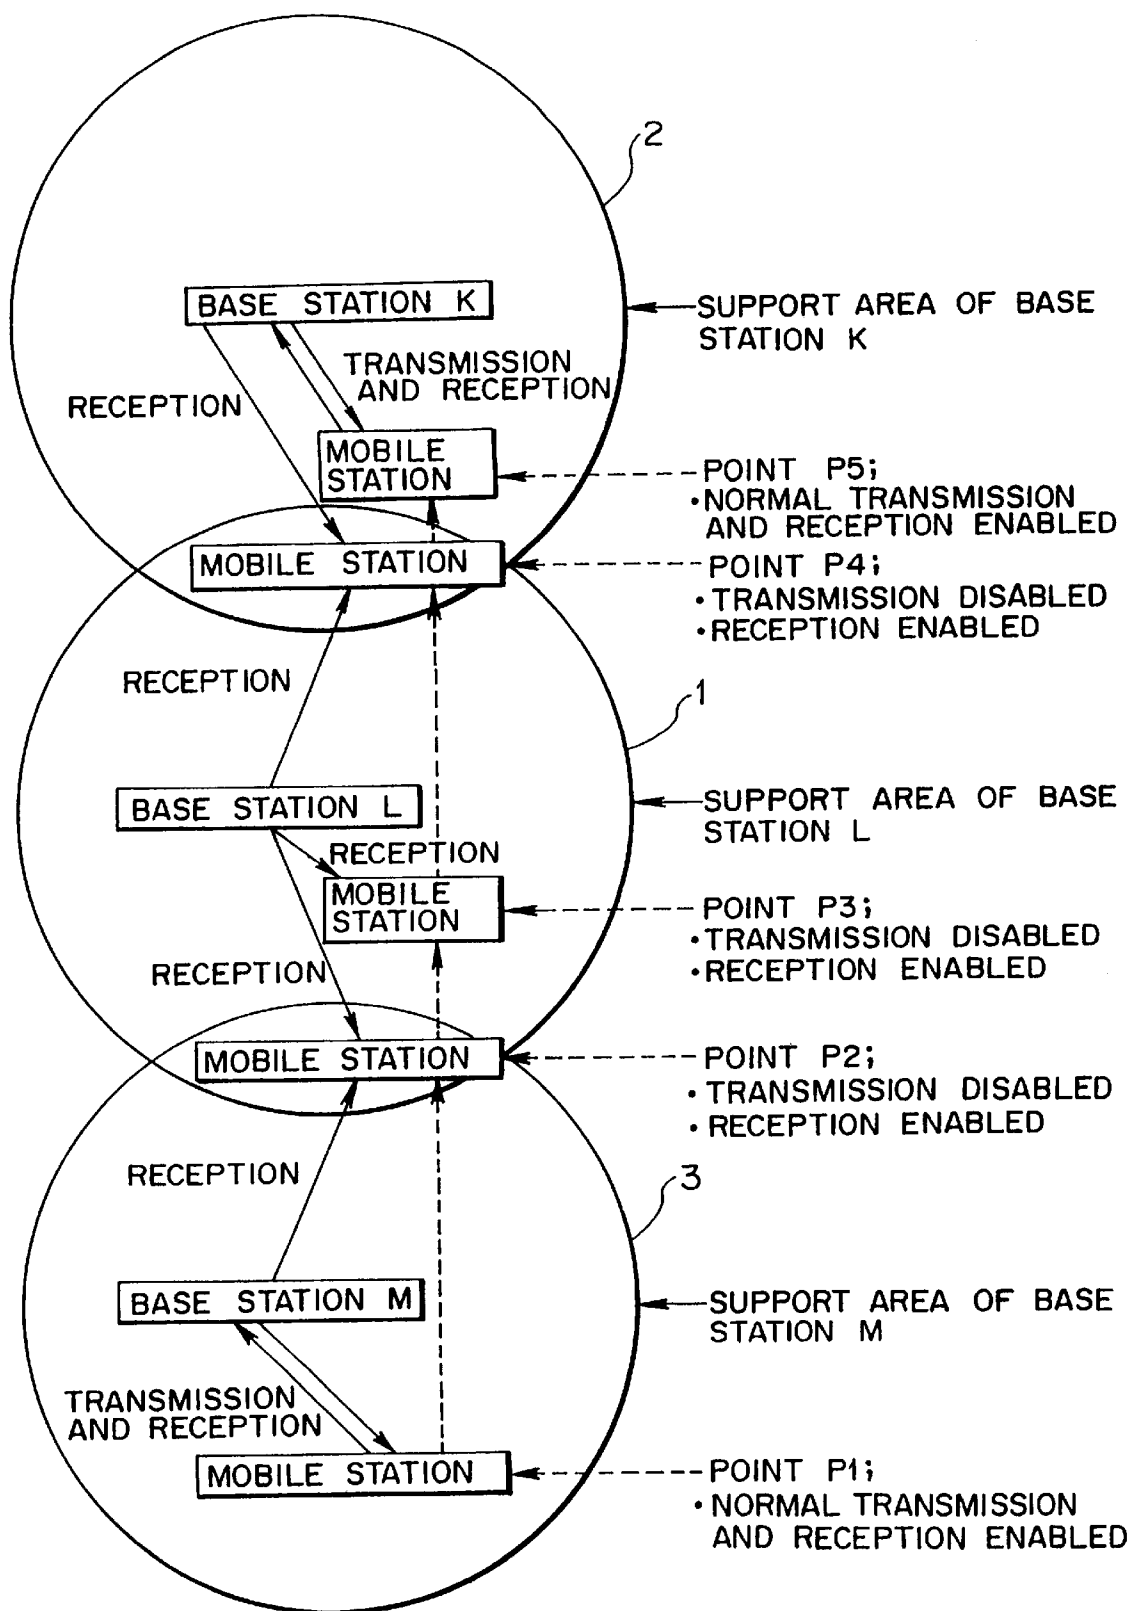 2
BASE STATION K
SUPPORT AREA OF BASE
STATION K
TRANSMISSION
AND RECEPTION
RECEPTION
MOBILE
STATION
POINT P5;
•NORMAL TRANSMISSION
AND RECEPTION ENABLED
MOBILE STATION
POINT P4;
•TRANSMISSION DISABLED
•RECEPTION ENABLED
RECEPTION
1
BASE STATION L
SUPPORT AREA OF BASE
STATION L
RECEPTION
MOBILE
STATION
POINT P3;
•TRANSMISSION DISABLED
•RECEPTION ENABLED
RECEPTION
MOBILE STATION
POINT P2;
•TRANSMISSION DISABLED
•RECEPTION ENABLED
RECEPTION
3
BASE STATION M
SUPPORT AREA OF BASE
STATION M
TRANSMISSION
AND RECEPTION
MOBILE STATION
POINT P1;
•NORMAL TRANSMISSION
AND RECEPTION ENABLED